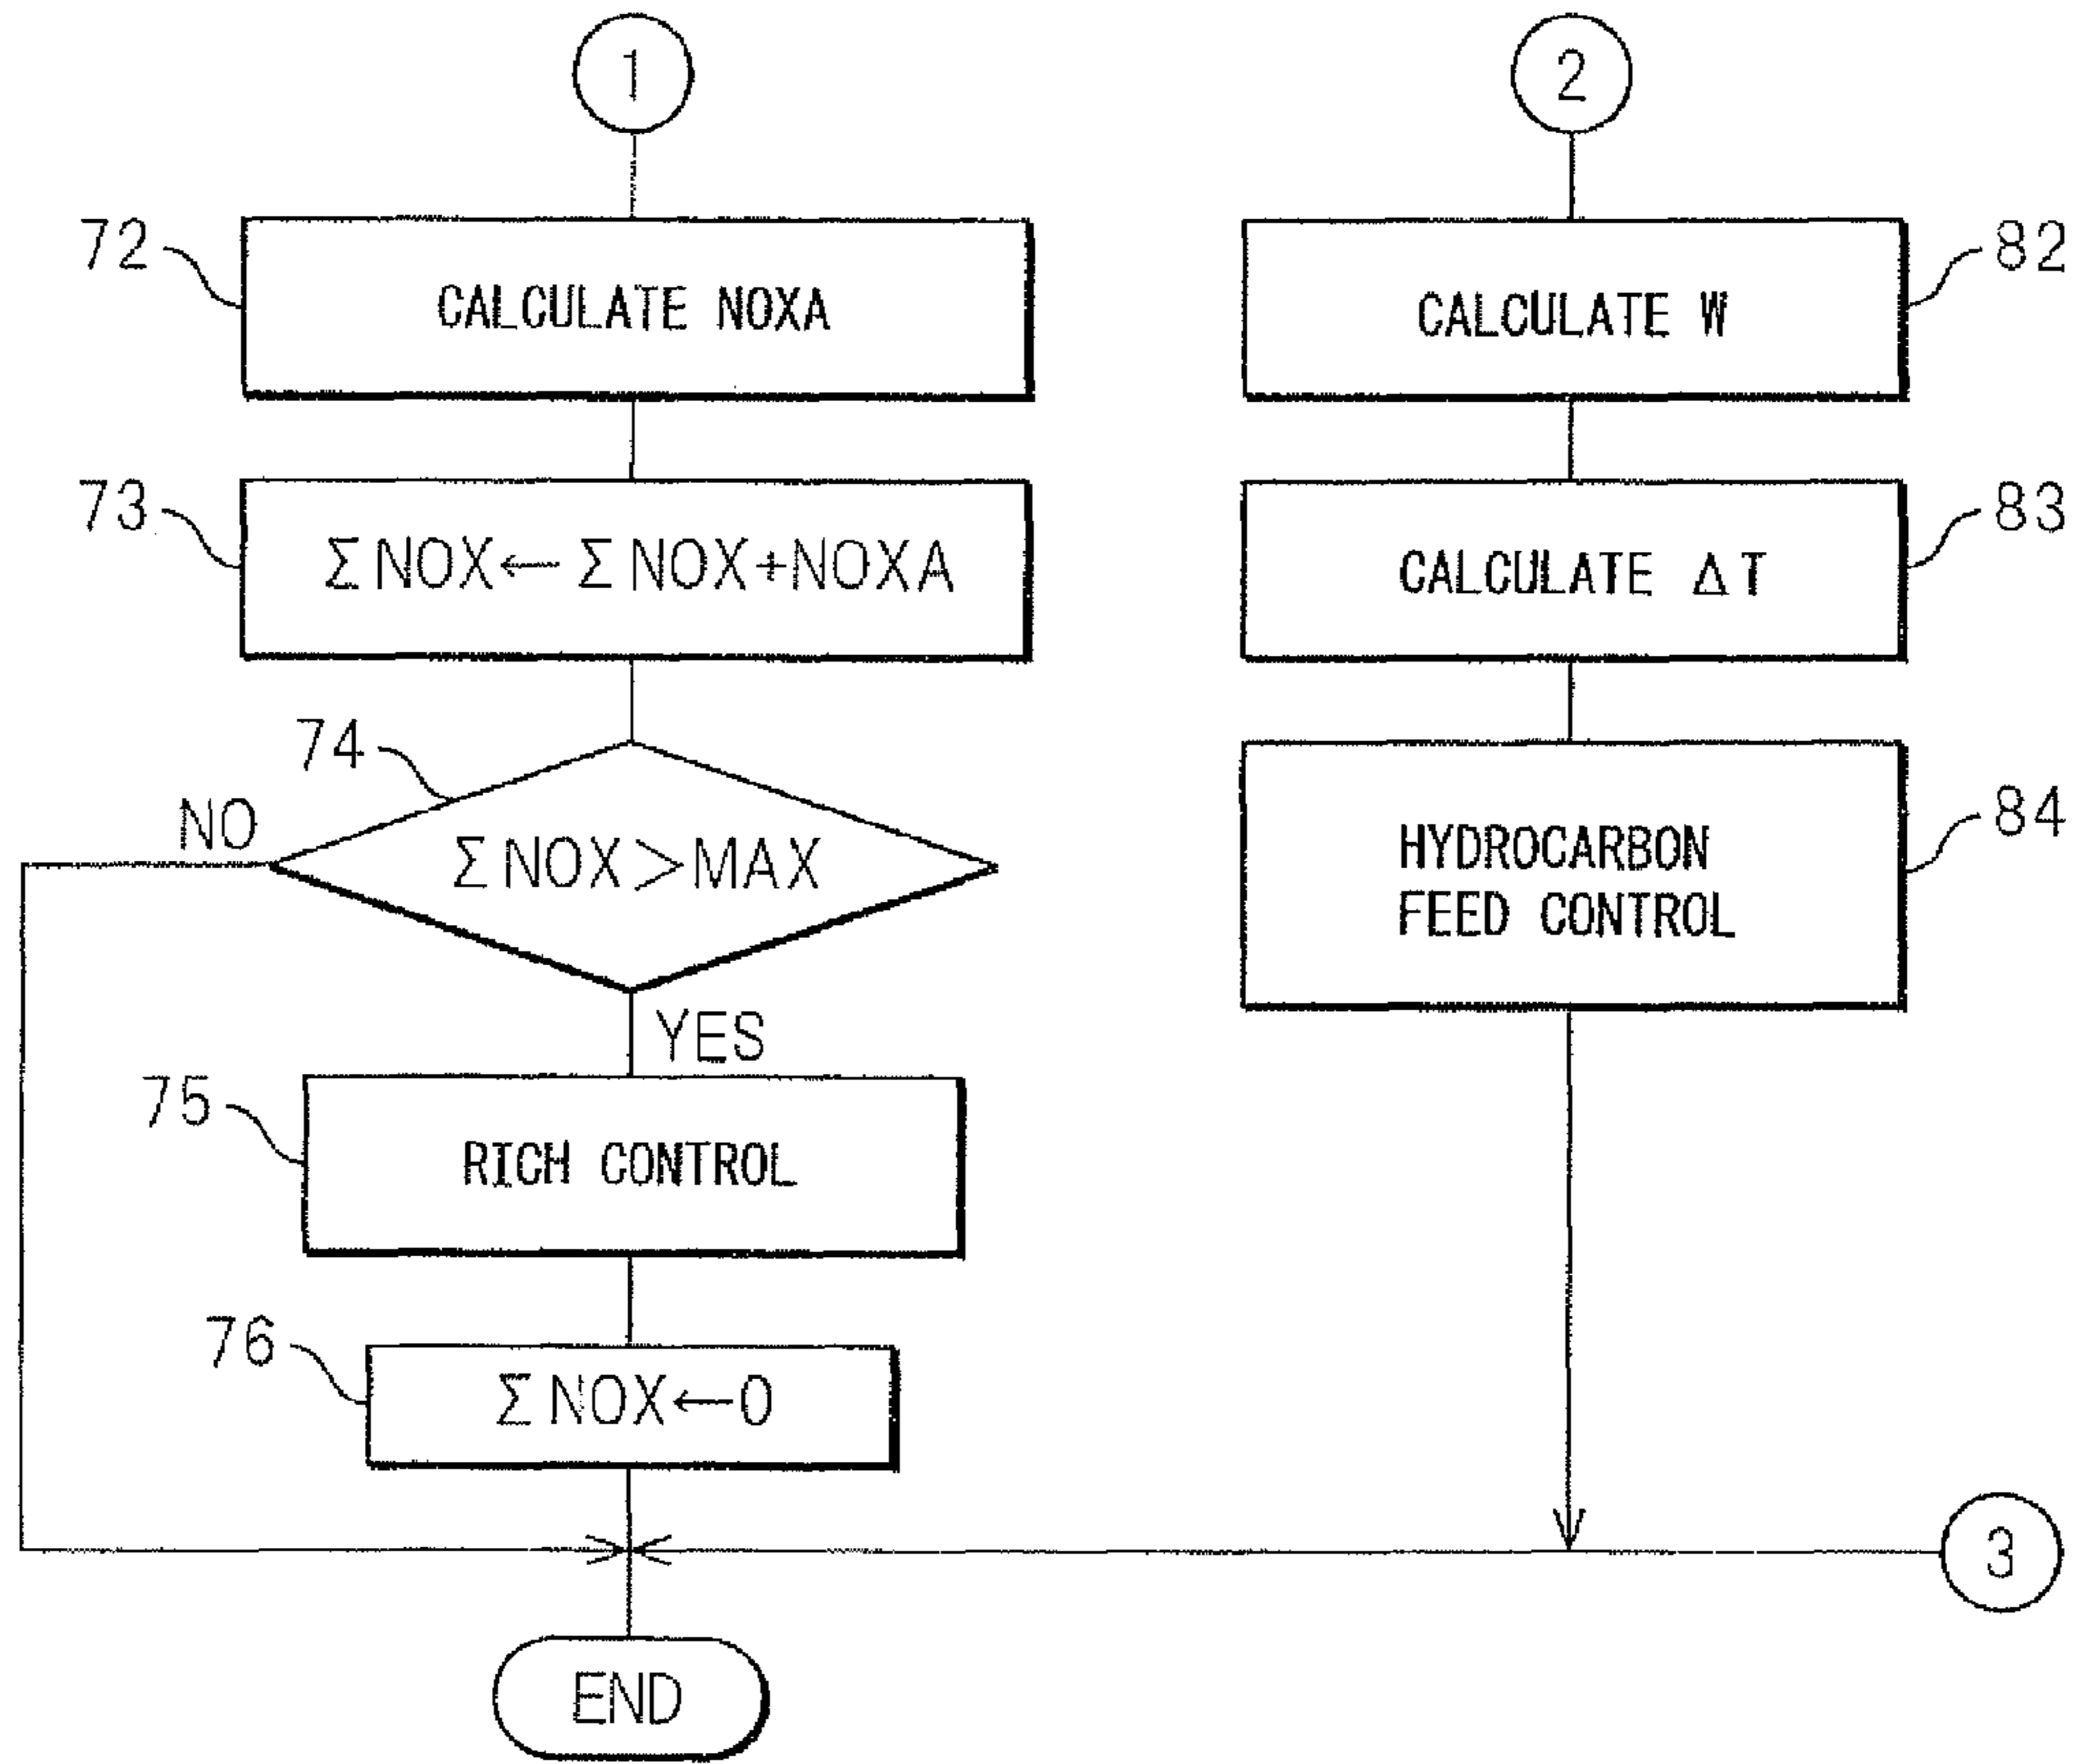 1
72
CALCULATE NOXA
73
ΣNOX←ΣNOX+NOXA
74
NO
ΣNOX>MAX
YES
75
RICH CONTROL
76
ΣNOX←0
END
2
82
CALCULATE W
83
CALCULATE ΔT
84
HYDROCARBON
FEED CONTROL
3